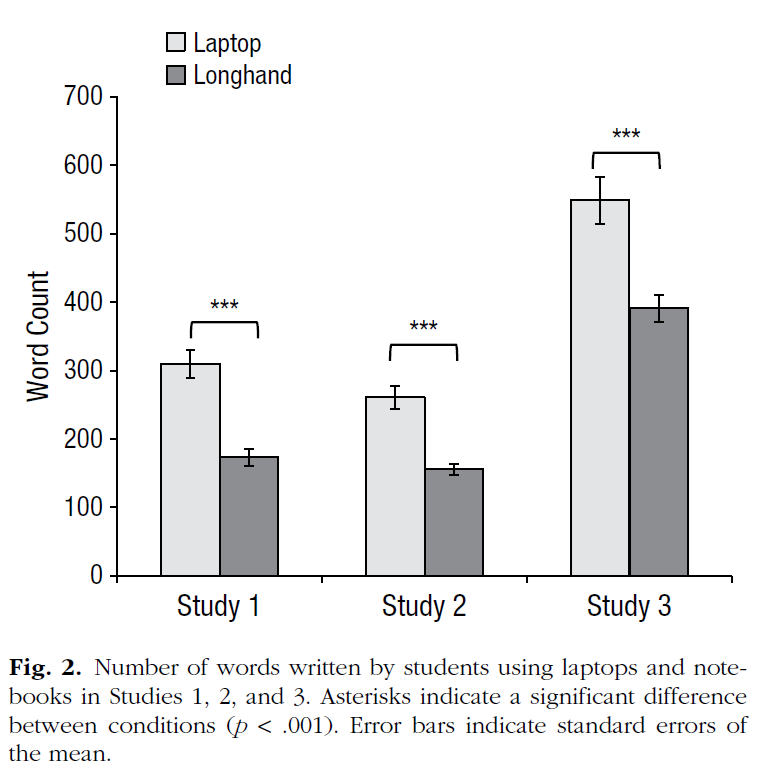 Laptop
Longhand
700
600
500
400
300
200
100
0
Word Count
***
***
***
Study 1
Study 2
Study 3
Fig. 2. Number of words written by students using laptops and note-
books in Studies 1, 2, and 3. Asterisks indicate a significant difference
between conditions (p < .001). Error bars indicate standard errors of
the mean.